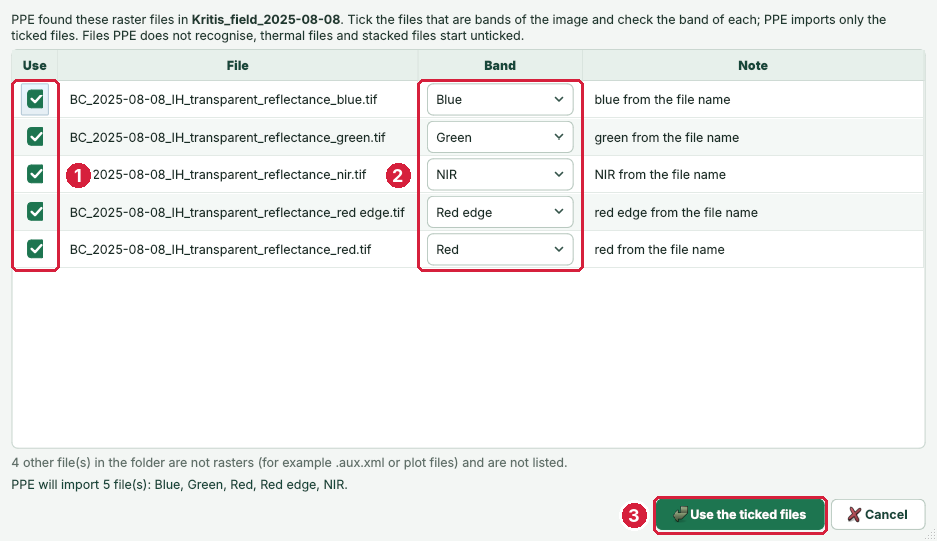 PPE found these raster files in Kritis_field_2025-08-08. Tick the files that are bands of the image and check the band of each; PPE imports only the
ticked files. Files PPE does not recognise, thermal files and stacked files start unticked.
Use File Band Note
BC_2025-08-08_IH_transparent_reflectance_blue.tif Blue blue from the file name
BC_2025-08-08_IH_transparent_reflectance_green.tif Green green from the file name
1 2025-08-08_IH_transparent_reflectance_nir.tif 2 NIR NIR from the file name
BC_2025-08-08_IH_transparent_reflectance_red edge.tif Red edge red edge from the file name
BC_2025-08-08_IH_transparent_reflectance_red.tif Red red from the file name
4 other file(s) in the folder are not rasters (for example .aux.xml or plot files) and are not listed.
PPE will import 5 file(s): Blue, Green, Red, Red edge, NIR.
3 Use the ticked files Cancel